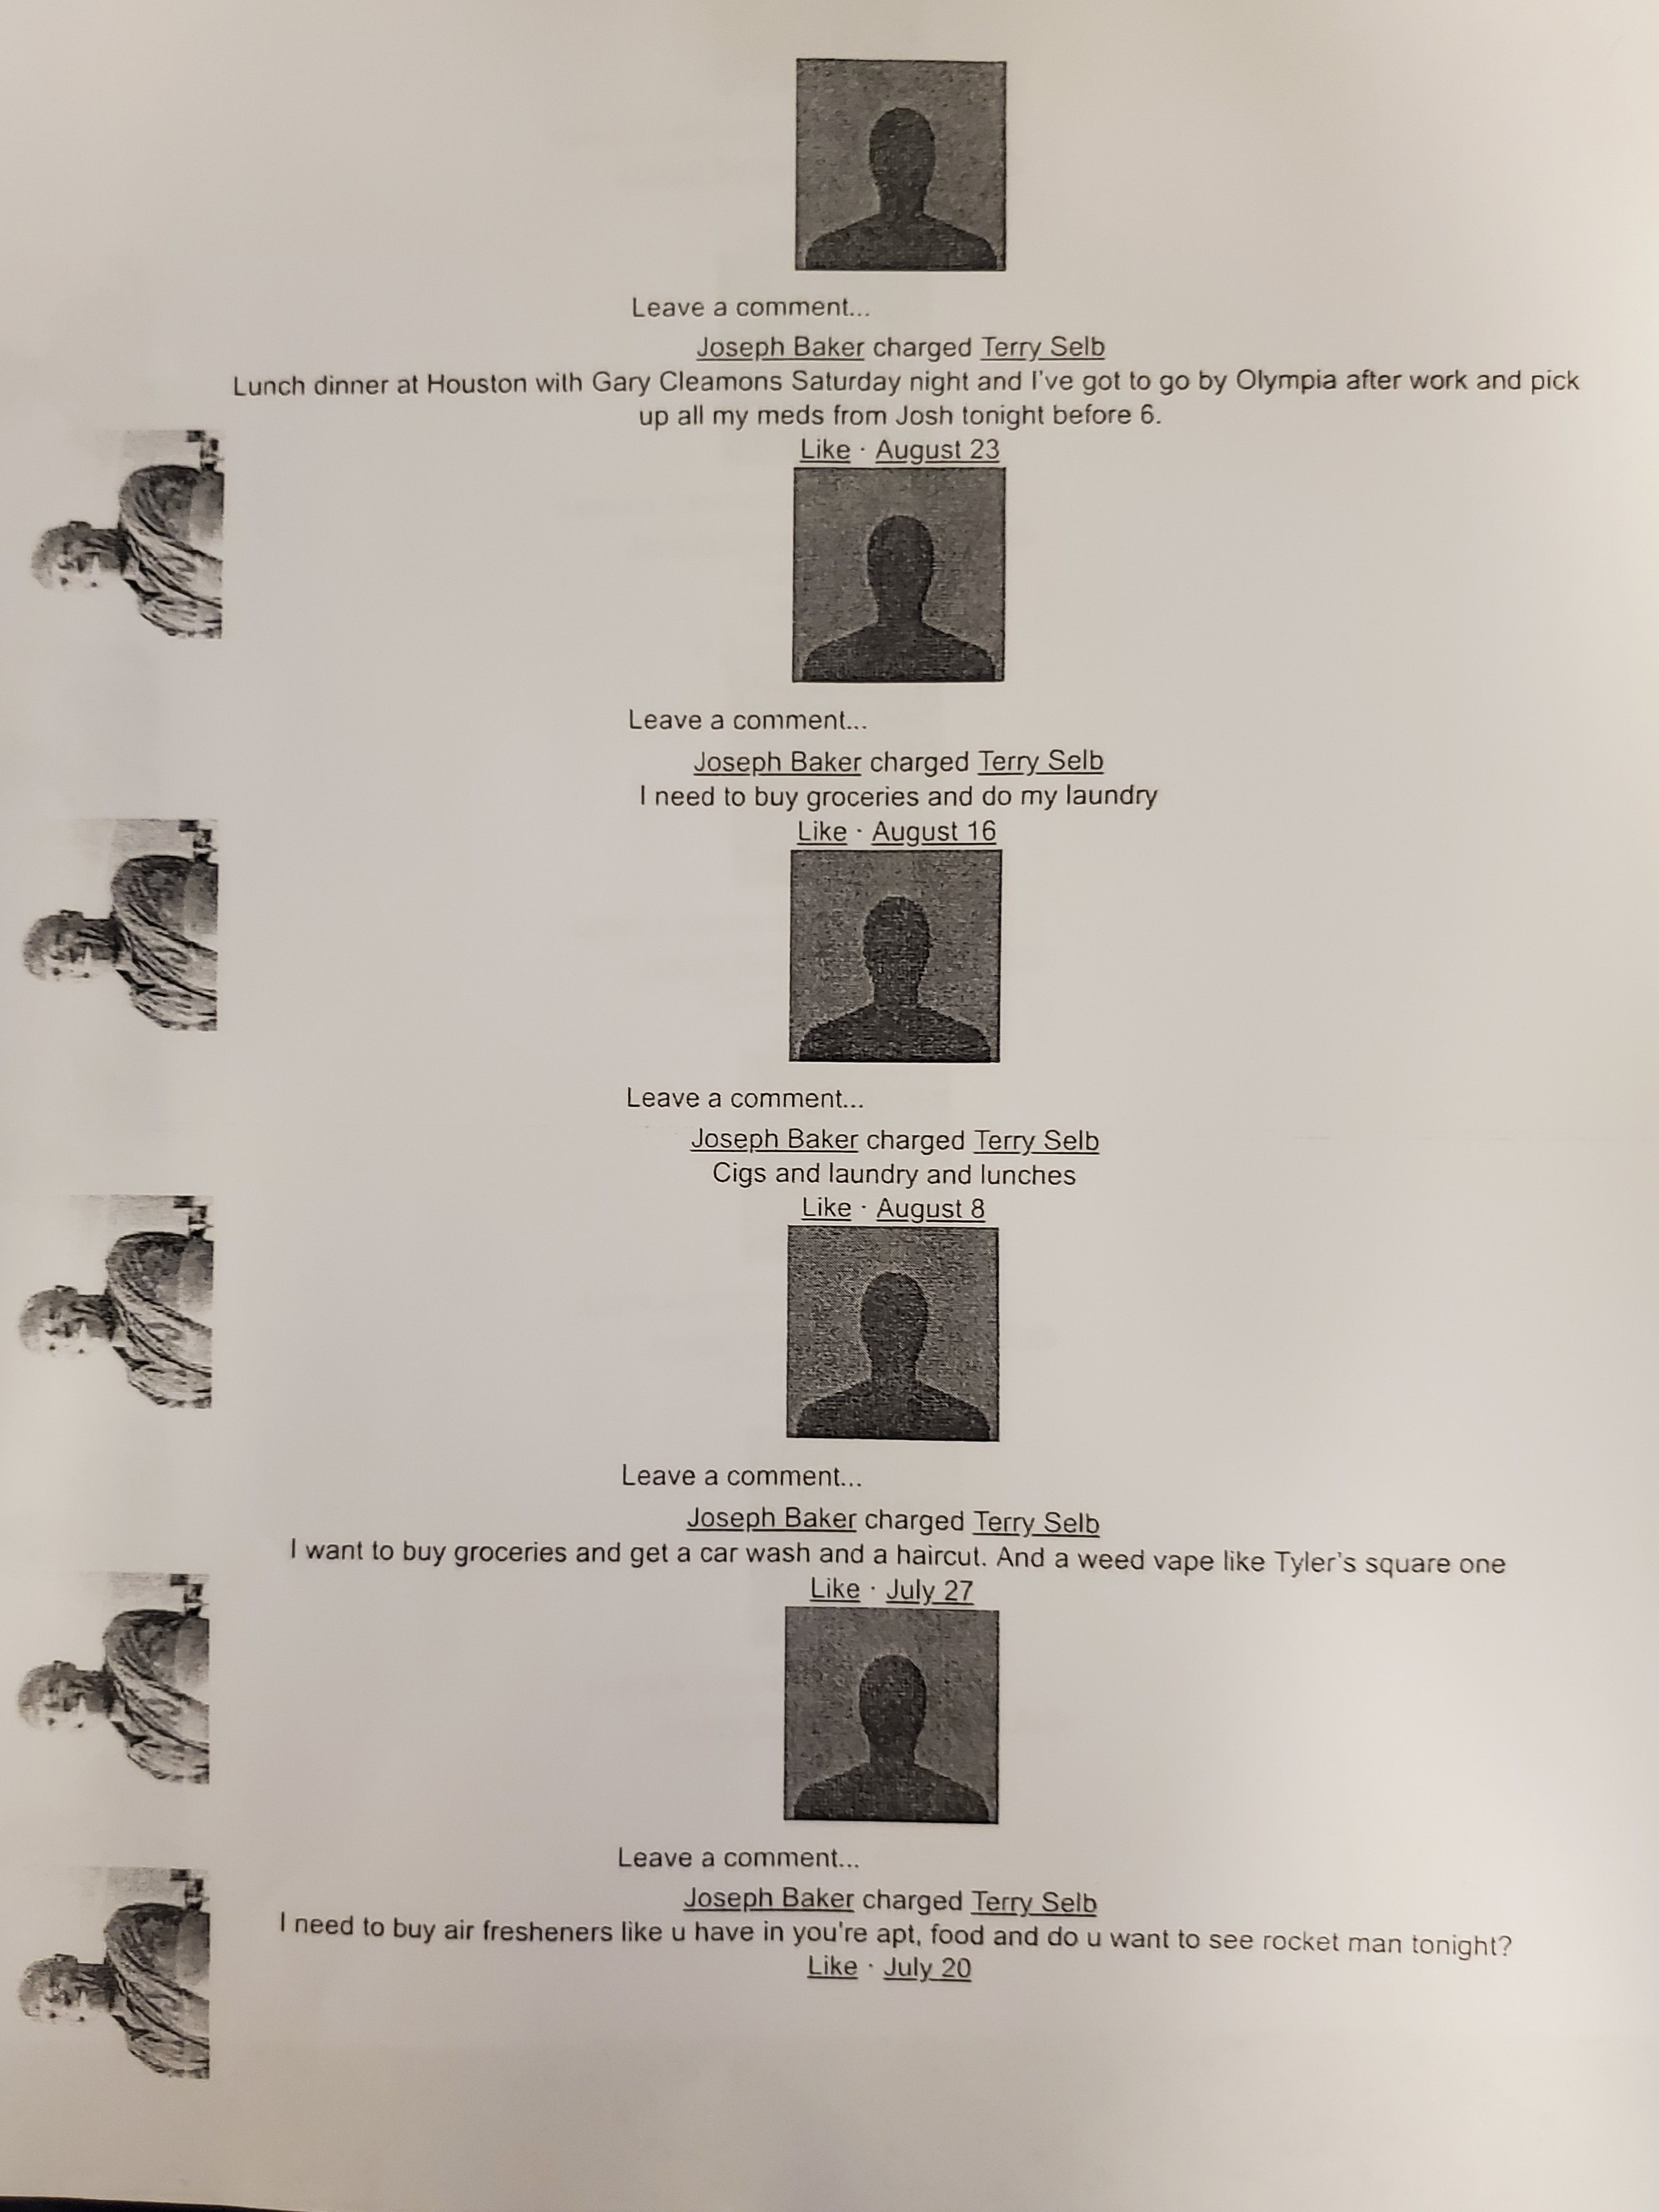 Leave a comment...
Joseph Baker charged Terry Selb
Lunch dinner at Houston with Gary Cleamons Saturday night and I've got to go by Olympia after work and pick
up all my meds from Josh tonight before 6.
Like · August 23
Leave a comment...
Joseph Baker charged Terry Selb
I need to buy groceries and do my laundry
Like · August 16
Leave a comment...
Joseph Baker charged Terry Selb
Cigs and laundry and lunches
Like · August 8
Leave a comment...
Joseph Baker charged Terry Selb
I want to buy groceries and get a car wash and a haircut. And a weed vape like Tyler's square one
Like · July 27
Leave a comment...
Joseph Baker charged Terry Selb
I need to buy air fresheners like u have in you're apt, food and do u want to see rocket man tonight?
Like · July 20